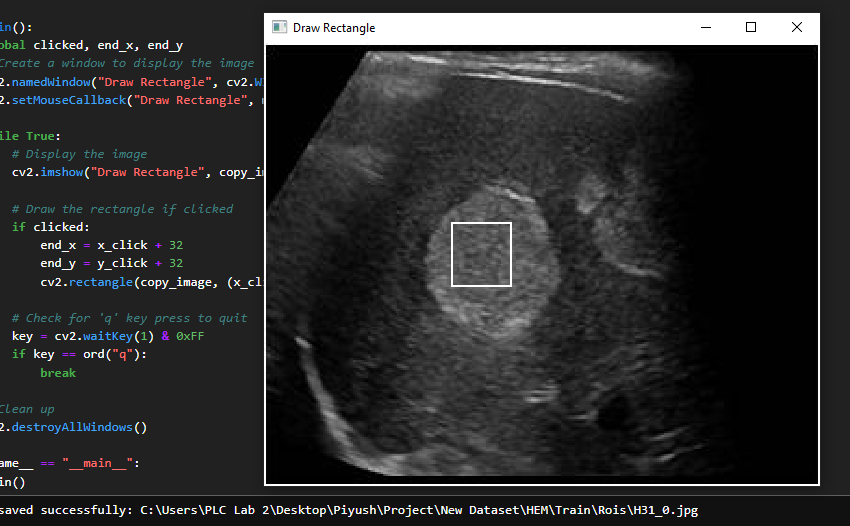 in():
obal clicked, end_x, end_y
Create a window to display the image
2.namedWindow("Draw Rectangle", cv2.W
2.setMouseCallback("Draw Rectangle",
ile True:
# Display the image
cv2.imshow("Draw Rectangle", copy_im
# Draw the rectangle if clicked
if clicked:
end_x = x_click + 32
end_y = y_click + 32
cv2.rectangle(copy_image, (x_cli
# Check for 'q' key press to quit
key = cv2.waitKey(1) & 0xFF
if key == ord("q"):
break
Clean up
2.destroyAllWindows()
ame__ == "__main__":
in()
saved successfully: C:\Users\PLC Lab 2\Desktop\Piyush\Project\New Dataset\HEM\Train\Rois\H31_0.jpg
Draw Rectangle